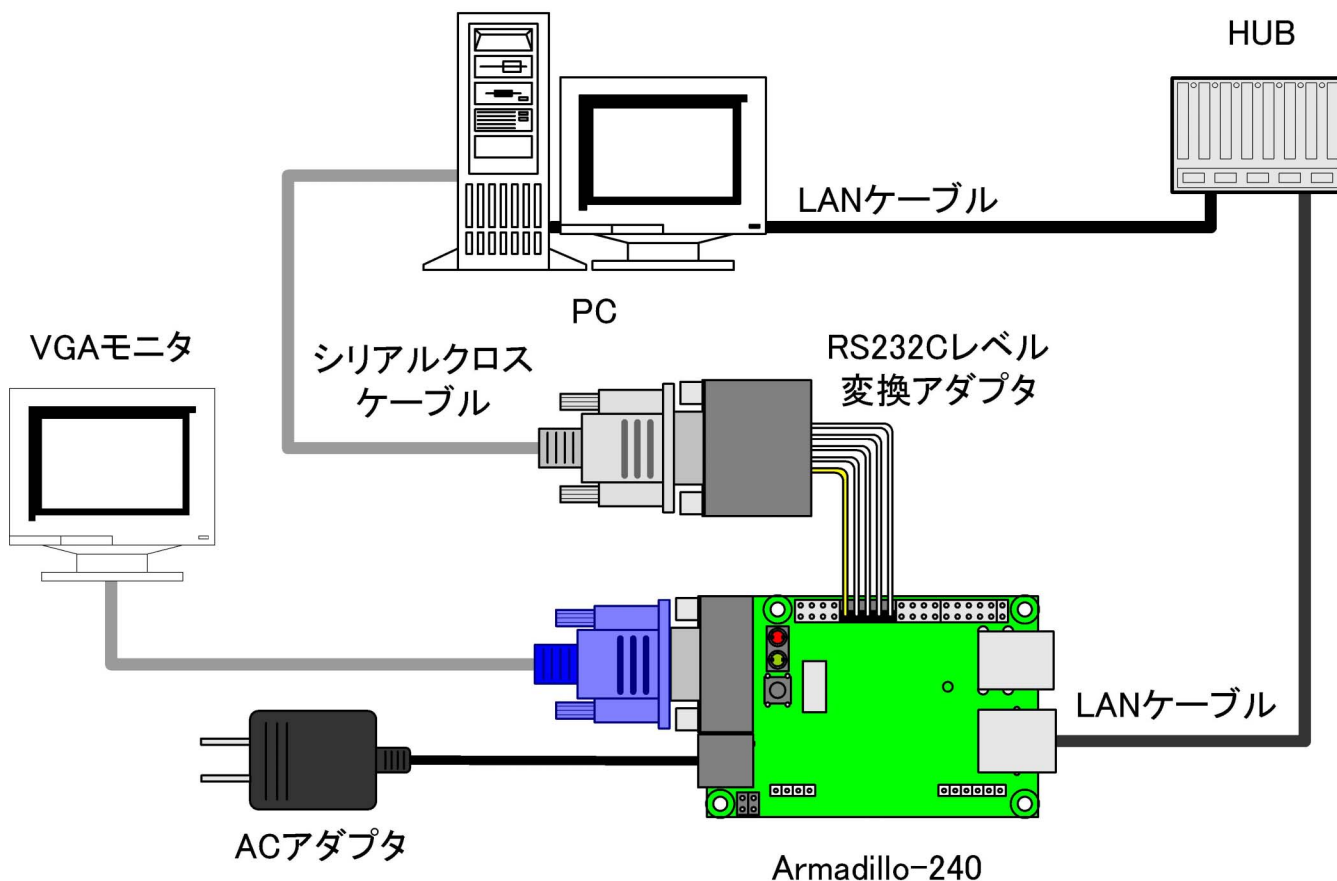 HUB
LANケーブル
PC
VGAモニタ
シリアルクロス
ケーブル
RS232Cレベル
変換アダプタ
LANケーブル
ACアダプタ
Armadillo-240